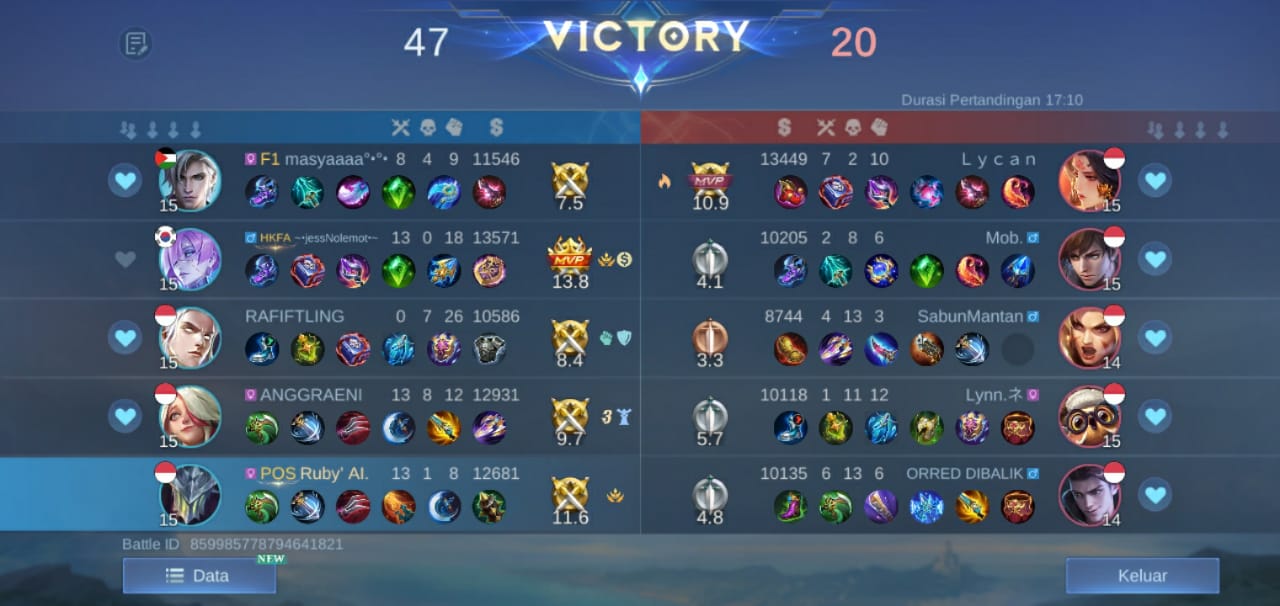 47 VICTORY 20
Durasi Pertandingan 17:10
F1 masyaaaa°•°• 8 4 9 11546
15
7.5
13449 7 2 10 Lycan
MVP
10.9
15
HKFA ~•jessNolemot•~ 13 0 18 13571
15
MVP
13.8
10205 2 8 6 Mob.
4.1
15
RAFIFTLING 0 7 26 10586
15
8.4
8744 4 13 3 SabunMantan
3.3
14
ANGGRAENI 13 8 12 12931
15
9.7
3
10118 1 11 12 Lynn.ネ
5.7
15
POS Ruby' AI. 13 1 8 12681
15
11.6
10135 6 13 6 ORRED DIBALIK
4.8
14
Battle ID 859985778794641821
NEW
Data
Keluar